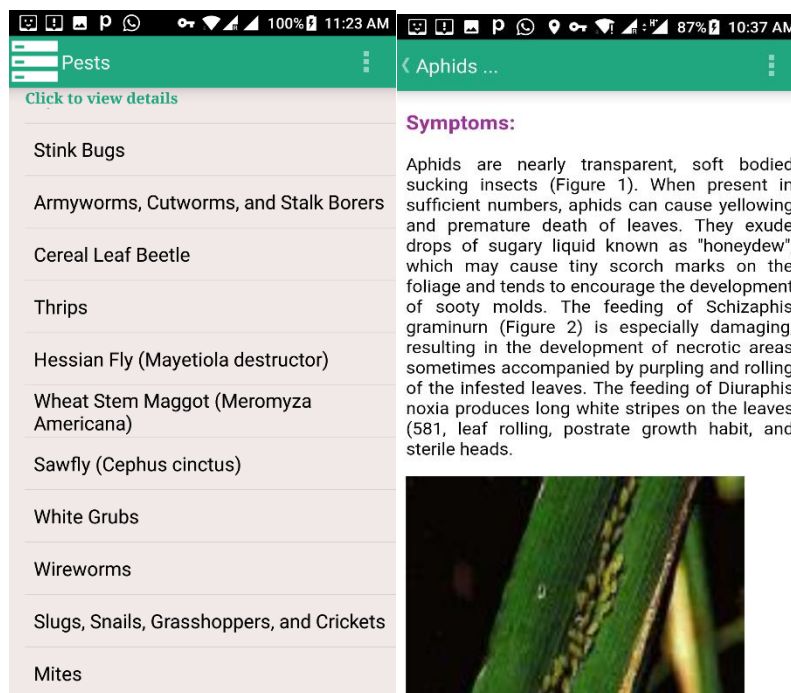 100% 11:23 AM
Pests
Click to view details
Stink Bugs
Armyworms, Cutworms, and Stalk Borers
Cereal Leaf Beetle
Thrips
Hessian Fly (Mayetiola destructor)
Wheat Stem Maggot (Meromyza
Americana)
Sawfly (Cephus cinctus)
White Grubs
Wireworms
Slugs, Snails, Grasshoppers, and Crickets
Mites
87% 10:37 AM
Aphids ...
Symptoms:
Aphids are nearly transparent, soft bodied
sucking insects (Figure 1). When present in
sufficient numbers, aphids can cause yellowing
and premature death of leaves. They exude
drops of sugary liquid known as "honeydew",
which may cause tiny scorch marks on the
foliage and tends to encourage the development
of sooty molds. The feeding of Schizaphis
graminurn (Figure 2) is especially damaging,
resulting in the development of necrotic areas
sometimes accompanied by purpling and rolling
of the infested leaves. The feeding of Diuraphis
noxia produces long white stripes on the leaves
(581, leaf rolling, postrate growth habit, and
sterile heads.